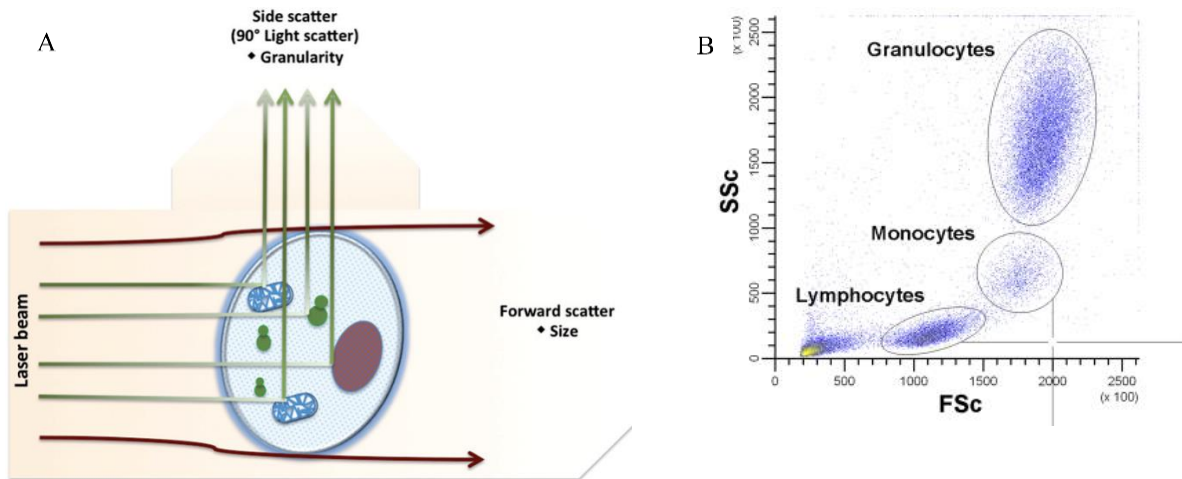 A
Side scatter
(90° Light scatter)
◆ Granularity
Laser beam
Forward scatter
◆ Size
B
(x 100)
2500
2000
1500
1000
500
0
SSc
Granulocytes
Monocytes
Lymphocytes
0 500 1000 1500 2000 2500
(x 100)
FSc